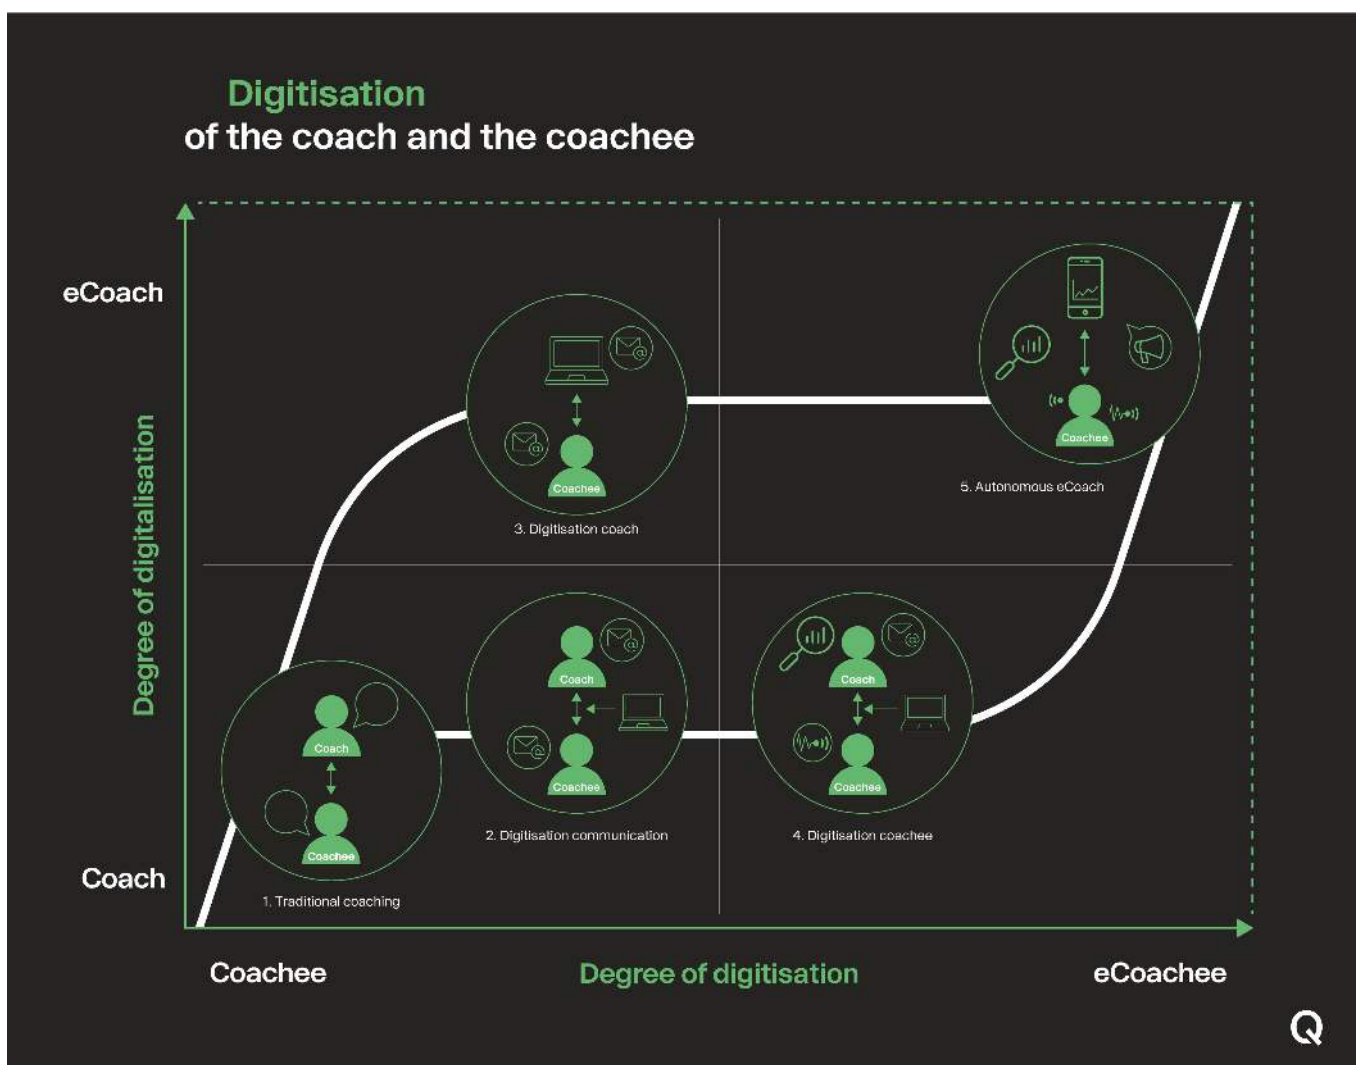 Digitisation
of the coach and the coachee
eCoach
Degree of digitalisation
Coach
Coachee
3. Digitisation coach
Coachee
5. Autonomous eCoach
Coach
Coachee
1. Traditional coaching
@
@
Coach
@
Coachee
@
2. Digitisation communication
Coach
@
Coachee
4. Digitisation coachee
Coachee
Degree of digitisation
eCoachee
Q